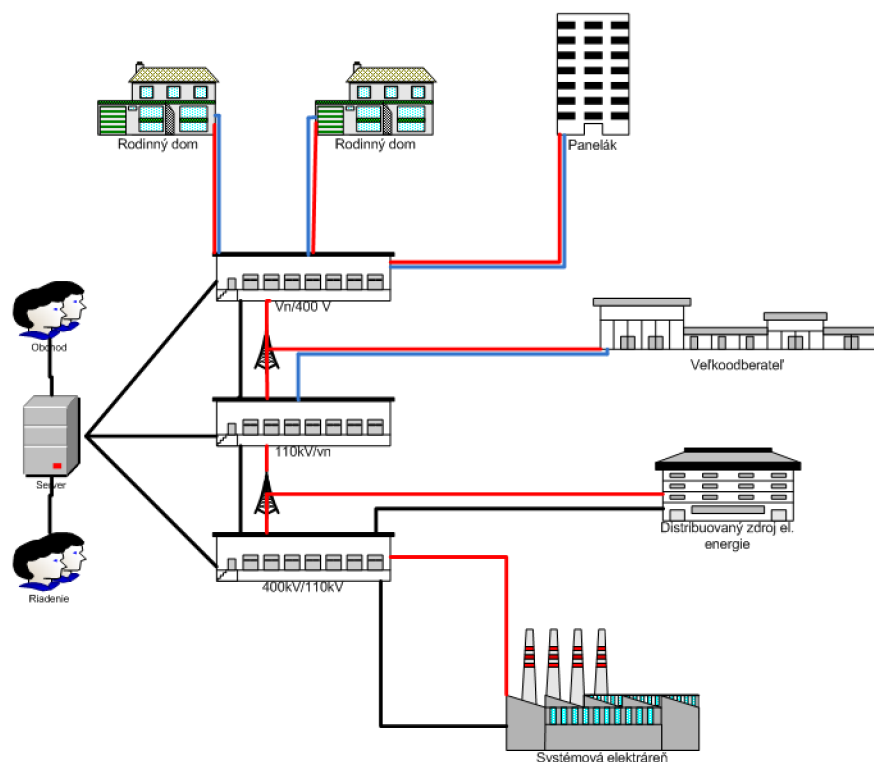 Rodinný dom
Rodinný dom
Panelák
Vn/400 V
Obchod
Veľkoodberateľ
110kV/vn
Server
Distribuovaný zdroj el.
energie
400kV/110kV
Riadenie
Systémová elektráreň